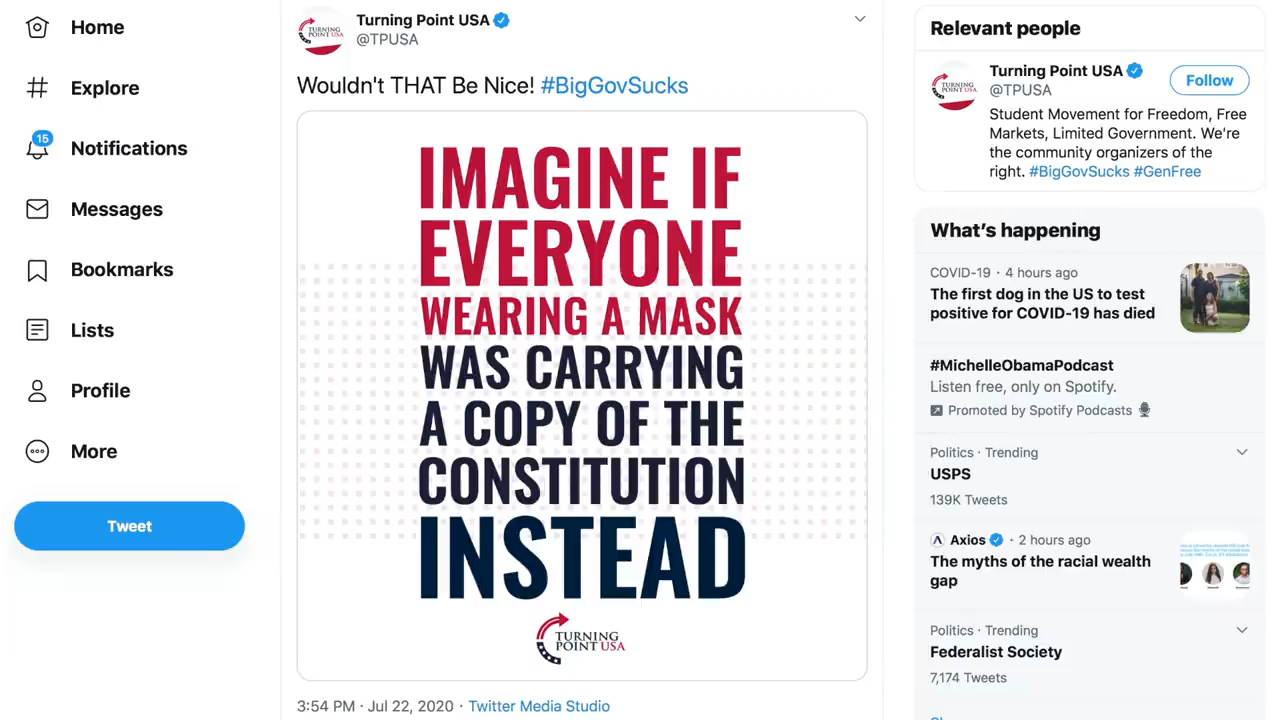 Home
Explore
15
Notifications
Messages
Bookmarks
Lists
Profile
More
Tweet
TURNING
POINT USA
Turning Point USA
@TPUSA
Wouldn't THAT Be Nice! #BigGovSucks
IMAGINE IF
EVERYONE
WEARING A MASK
WAS CARRYING
A COPY OF THE
CONSTITUTION
INSTEAD
TURNING
POINT USA
3:54 PM · Jul 22, 2020 · Twitter Media Studio
Relevant people
TURNING
POINT USA
Turning Point USA
@TPUSA
Follow
Student Movement for Freedom, Free
Markets, Limited Government. We're
the community organizers of the
right. #BigGovSucks #GenFree
What's happening
COVID-19 · 4 hours ago
The first dog in the US to test
positive for COVID-19 has died
#MichelleObamaPodcast
Listen free, only on Spotify.
Promoted by Spotify Podcasts
Politics · Trending
USPS
139K Tweets
Axios · 2 hours ago
The myths of the racial wealth
gap
Politics · Trending
Federalist Society
7,174 Tweets